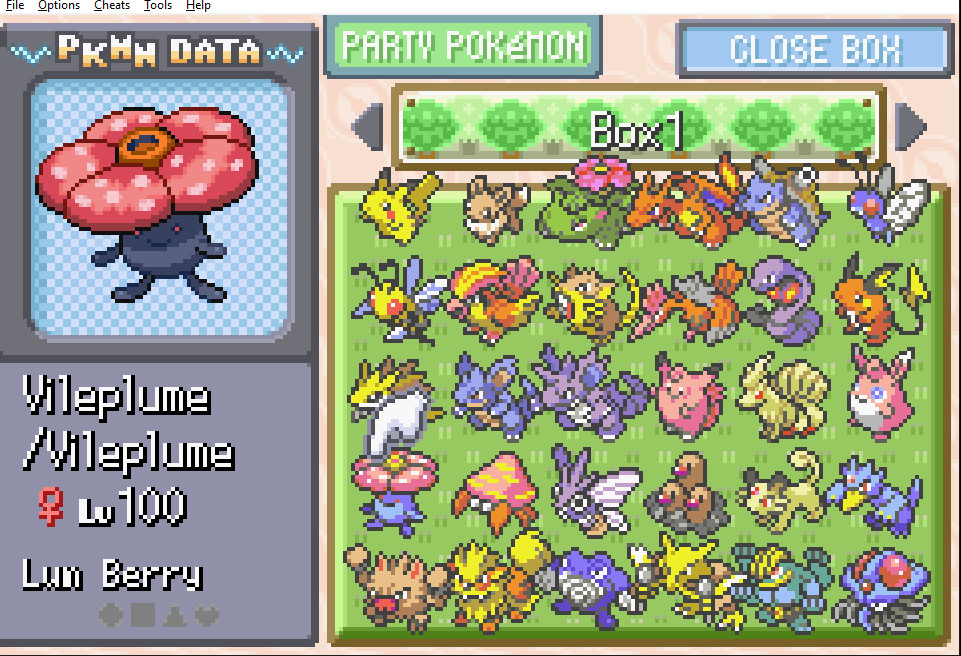 File Options Cheats Tools Help
PKMN DATA
PARTY POKéMON
CLOSE BOX
Box1
Vileplume
/Vileplume
♀ Lv100
Lum Berry